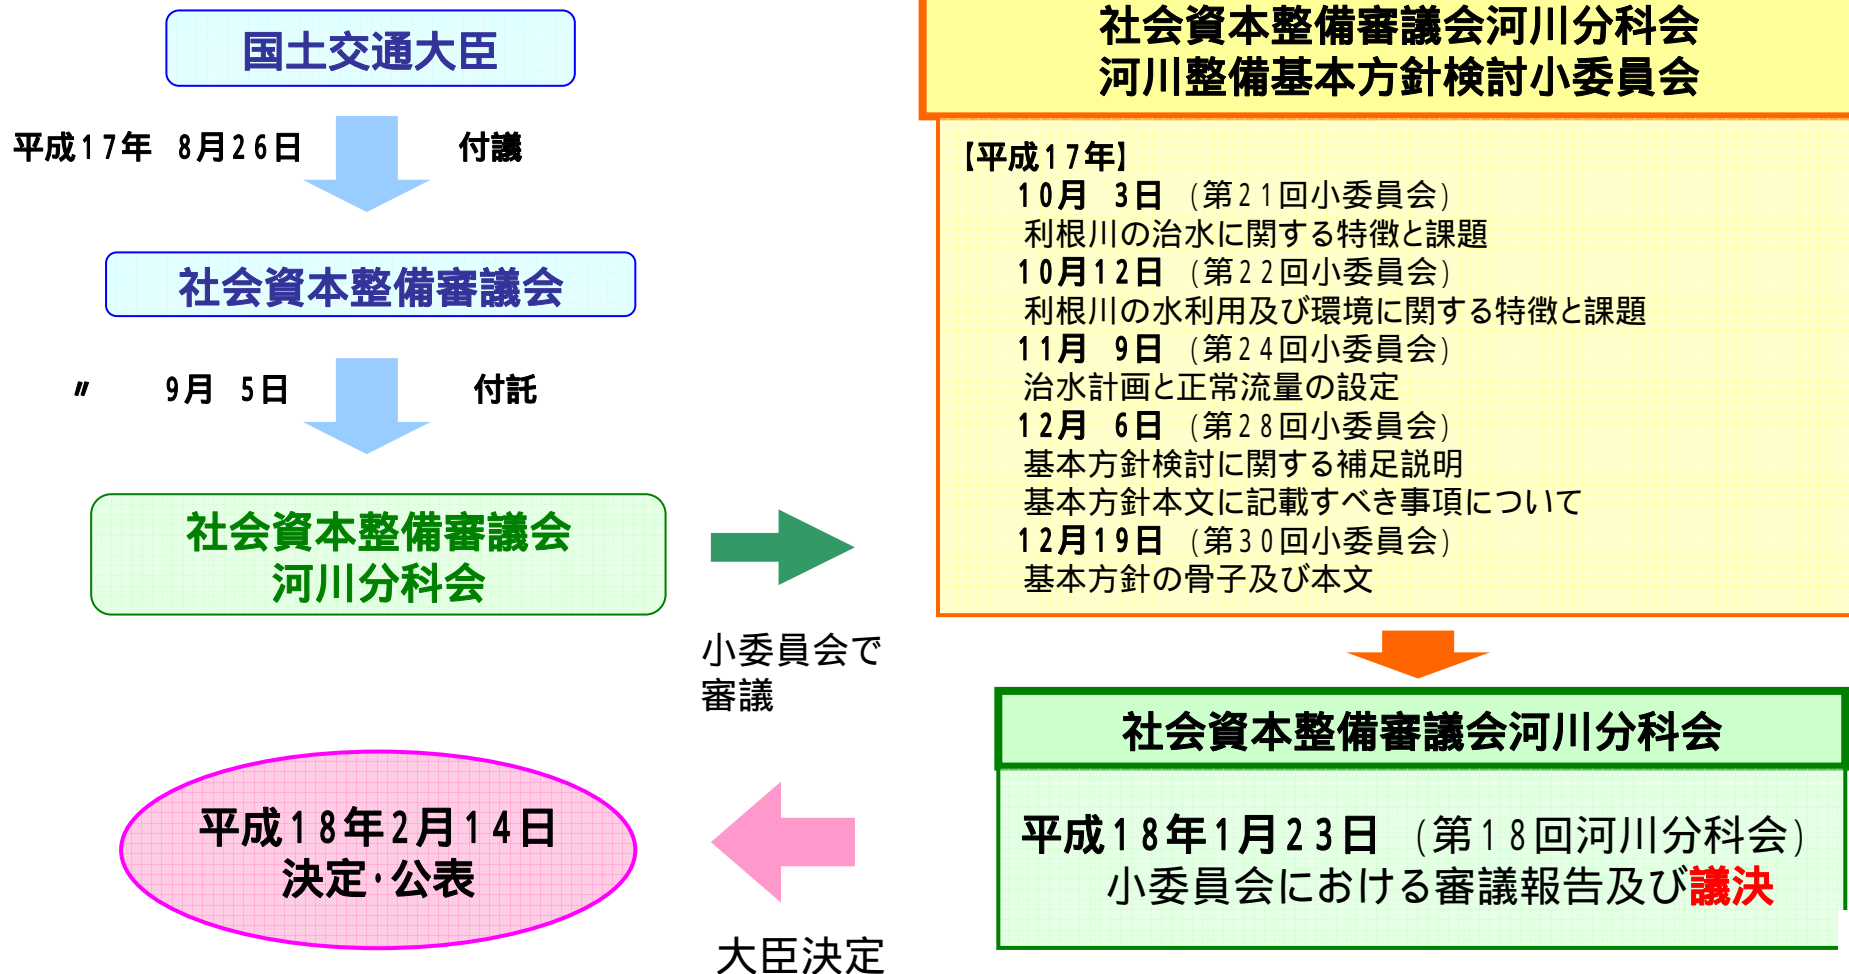 国土交通大臣
平成17年 8月26日 付議
社会資本整備審議会
〃 9月 5日 付託
社会資本整備審議会
河川分科会
小委員会で
審議
社会資本整備審議会河川分科会
河川整備基本方針検討小委員会
【平成17年】
10月 3日 (第21回小委員会)
利根川の治水に関する特徴と課題
10月12日 (第22回小委員会)
利根川の水利用及び環境に関する特徴と課題
11月 9日 (第24回小委員会)
治水計画と正常流量の設定
12月 6日 (第28回小委員会)
基本方針検討に関する補足説明
基本方針本文に記載すべき事項について
12月19日 (第30回小委員会)
基本方針の骨子及び本文
社会資本整備審議会河川分科会
平成18年1月23日 (第18回河川分科会)
小委員会における審議報告及び議決
大臣決定
平成18年2月14日
決定・公表